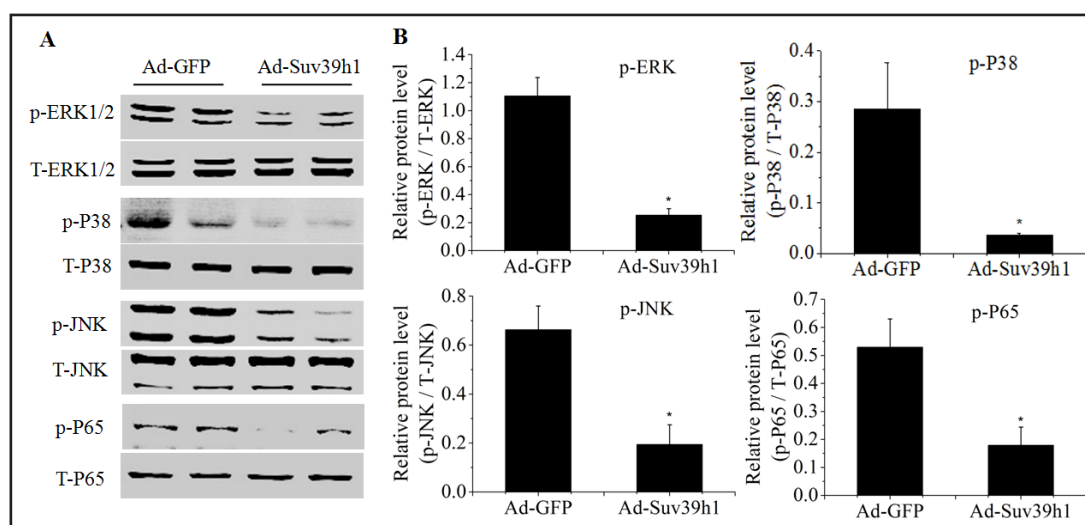 A
Ad-GFP
Ad-Suv39h1
p-ERK1/2
T-ERK1/2
p-P38
T-P38
p-JNK
T-JNK
p-P65
T-P65
B
p-ERK
Relative protein level
(p-ERK / T-ERK)
1.4
1.2
1.0
0.8
0.6
0.4
0.2
0.0
*
Ad-GFP
Ad-Suv39h1
p-P38
Relative protein level
(p-P38 / T-P38)
0.4
0.3
0.2
0.1
0.0
*
Ad-GFP
Ad-Suv39h1
p-JNK
Relative protein level
(p-JNK / T-JNK)
0.8
0.6
0.4
0.2
0.0
*
Ad-GFP
Ad-Suv39h1
p-P65
Relative protein level
(p-P65 / T-P65)
0.7
0.6
0.5
0.4
0.3
0.2
0.1
0.0
*
Ad-GFP
Ad-Suv39h1